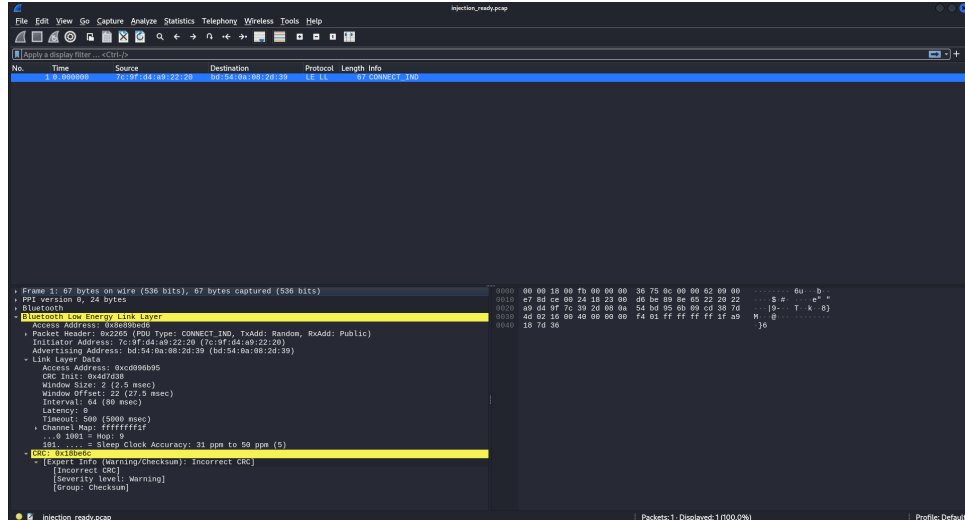 injection_ready.pcap
File Edit View Go Capture Analyze Statistics Telephony Wireless Tools Help
Apply a display filter ... <Ctrl-/>
No. Time Source Destination Protocol Length Info
1 0.000000 7c:9f:d4:a9:22:20 bd:54:0a:08:2d:39 LE LL 67 CONNECT_IND
Frame 1: 67 bytes on wire (536 bits), 67 bytes captured (536 bits)
PPI version 0, 24 bytes
Bluetooth
Bluetooth Low Energy Link Layer
Access Address: 0x8e89bed6
Packet Header: 0x2265 (PDU Type: CONNECT_IND, TxAdd: Random, RxAdd: Public)
Initiator Address: 7c:9f:d4:a9:22:20 (7c:9f:d4:a9:22:20)
Advertising Address: bd:54:0a:08:2d:39 (bd:54:0a:08:2d:39)
Link Layer Data
Access Address: 0xcd096b95
CRC Init: 0x4d7d38
Window Size: 2 (2.5 msec)
Window Offset: 22 (27.5 msec)
Interval: 64 (80 msec)
Latency: 0
Timeout: 500 (5000 msec)
Channel Map: ffffffff1f
...0 1001 = Hop: 9
101. .... = Sleep Clock Accuracy: 31 ppm to 50 ppm (5)
CRC: 0x18be6c
[Expert Info (Warning/Checksum): Incorrect CRC]
[Incorrect CRC]
[Severity level: Warning]
[Group: Checksum]
0000 00 00 18 00 fb 00 00 00 36 75 0c 00 00 62 09 00 ········ 6u···b··
0010 e7 8d ce 00 24 18 23 00 d6 be 89 8e 65 22 20 22 ····$·#· ····e" "
0020 a9 d4 9f 7c 39 2d 08 0a 54 bd 95 6b 09 cd 38 7d ···|9-·· T··k··8}
0030 4d 02 16 00 40 00 00 00 f4 01 ff ff ff ff 1f a9 M···@··· ········
0040 18 7d 36 ·}6
injection_ready.pcap Packets: 1 · Displayed: 1 (100.0%) Profile: Default